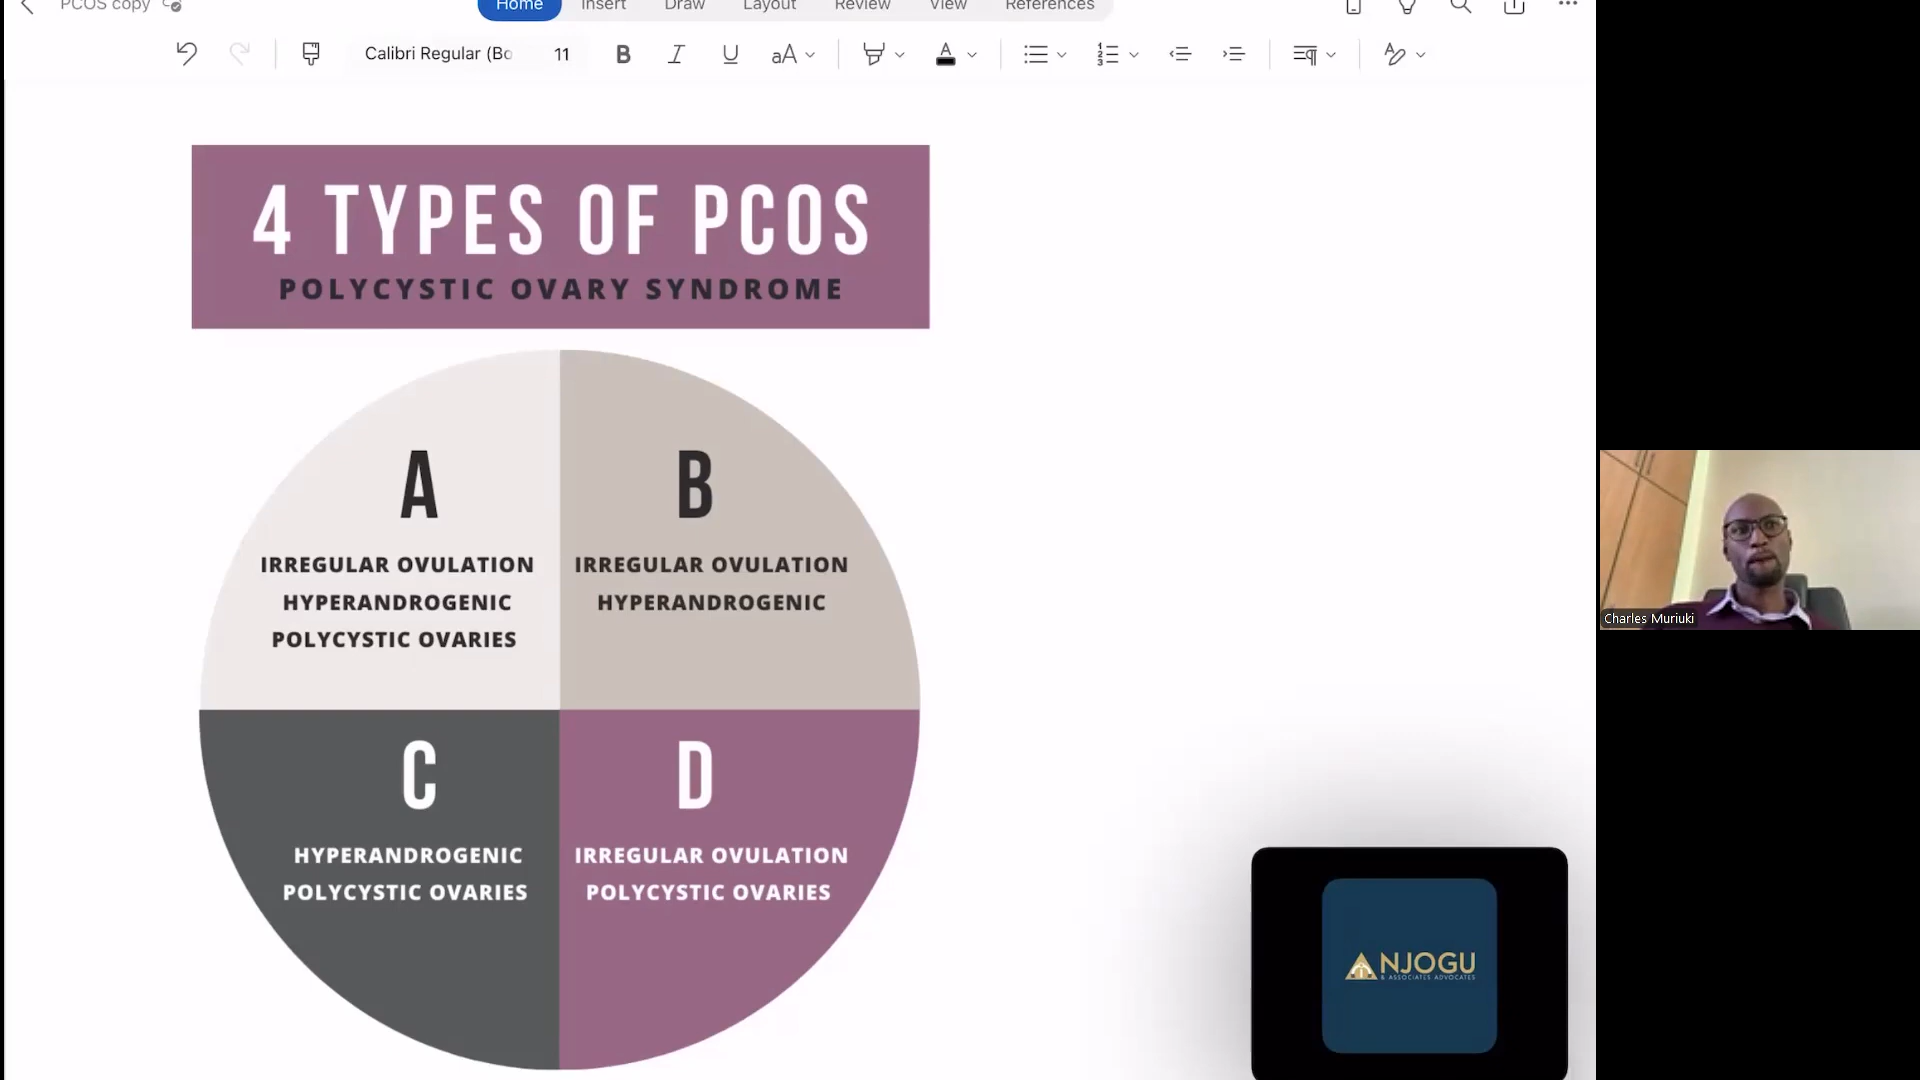 PCOS copy
Home
Insert
Draw
Layout
Review
View
References
Calibri Regular (Bo
11
B
I
U
aA
A
4 TYPES OF PCOS
POLYCYSTIC OVARY SYNDROME
A
IRREGULAR OVULATION
HYPERANDROGENIC
POLYCYSTIC OVARIES
B
IRREGULAR OVULATION
HYPERANDROGENIC
C
HYPERANDROGENIC
POLYCYSTIC OVARIES
D
IRREGULAR OVULATION
POLYCYSTIC OVARIES
Charles Muriuki
NJOGU
& ASSOCIATES ADVOCATES